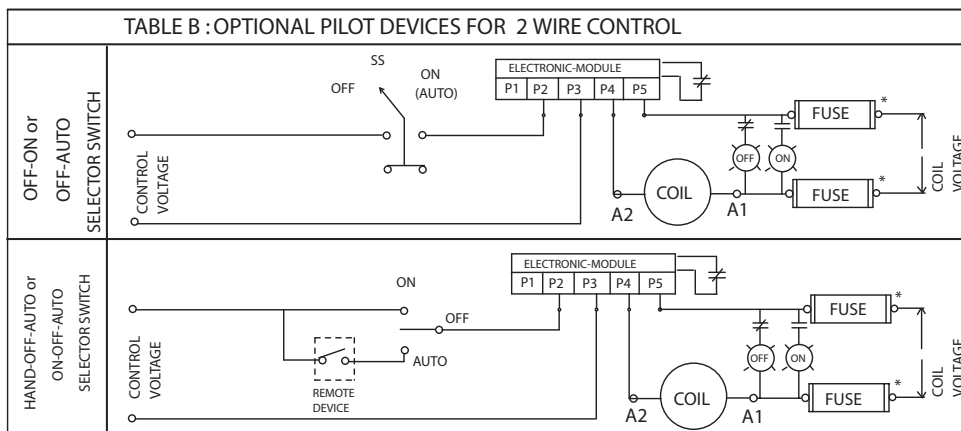 TABLE B : OPTIONAL PILOT DEVICES FOR 2 WIRE CONTROL
OFF-ON or
OFF-AUTO
SELECTOR SWITCH
CONTROL
VOLTAGE
SS
OFF
ON
(AUTO)
ELECTRONIC-MODULE
P1 P2 P3 P4 P5
OFF
ON
FUSE *
FUSE *
COIL
A2
A1
COIL
VOLTAGE
HAND-OFF-AUTO or
ON-OFF-AUTO
SELECTOR SWITCH
CONTROL
VOLTAGE
ON
OFF
AUTO
REMOTE
DEVICE
ELECTRONIC-MODULE
P1 P2 P3 P4 P5
OFF
ON
FUSE *
FUSE *
COIL
A2
A1
COIL
VOLTAGE